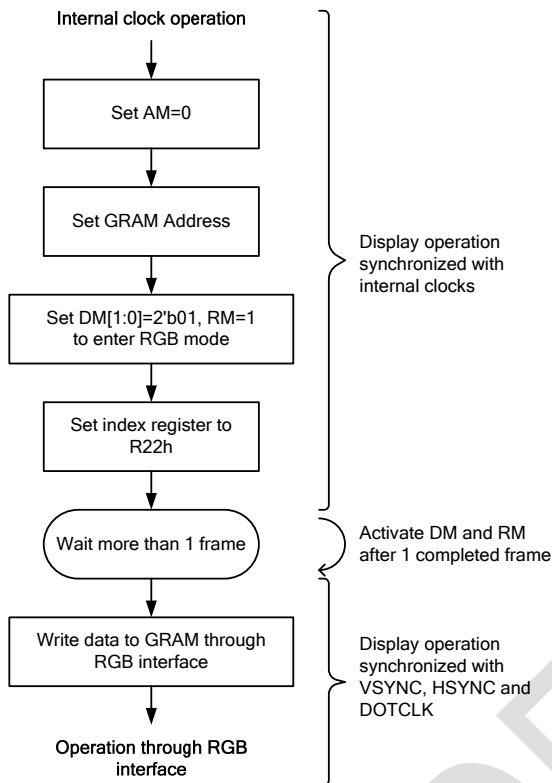 Internal clock operation
Set AM=0
Set GRAM Address
Set DM[1:0]=2'b01, RM=1
to enter RGB mode
Set index register to
R22h
Display operation
synchronized with
internal clocks
Wait more than 1 frame
Activate DM and RM
after 1 completed frame
Write data to GRAM through
RGB interface
Display operation
synchronized with
VSYNC, HSYNC and
DOTCLK
Operation through RGB
interface